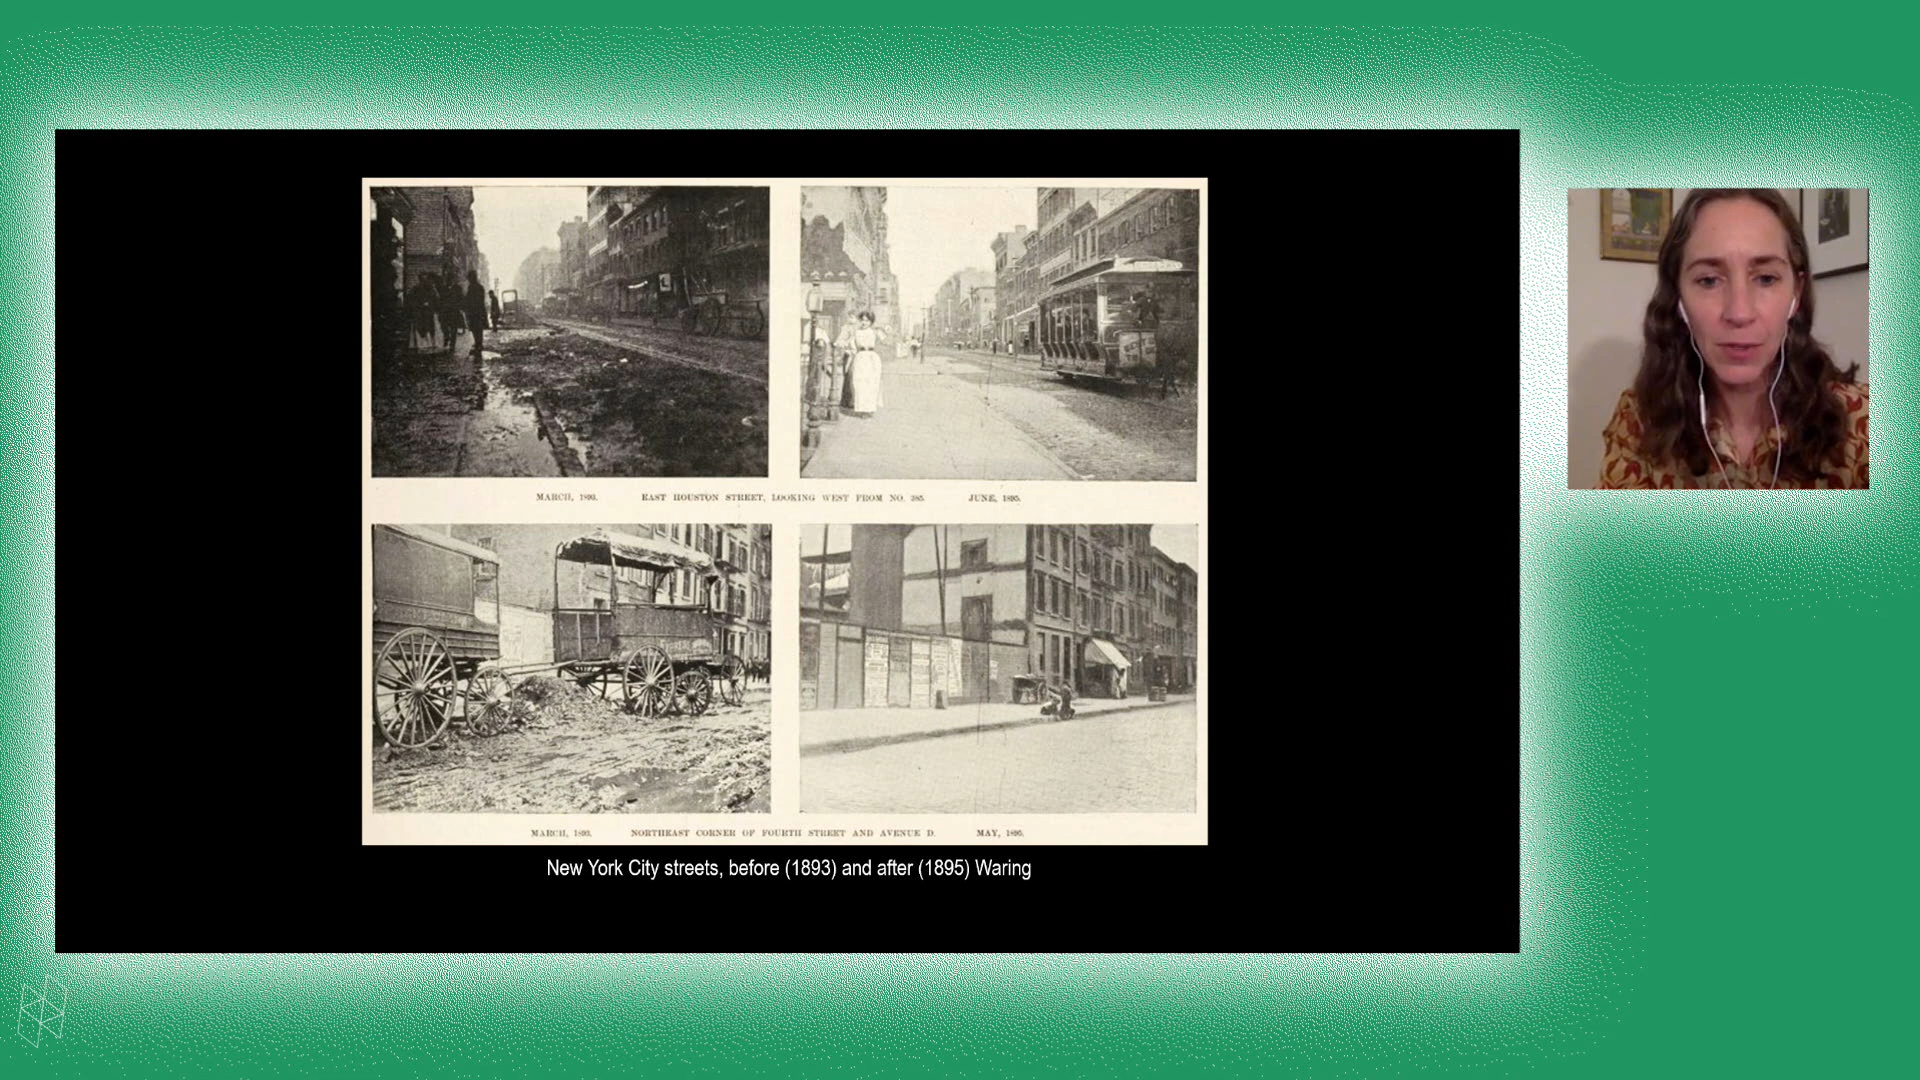 MARCH, 1893. EAST HOUSTON STREET, LOOKING WEST FROM NO. 385. JUNE, 1895.
MARCH, 1893. NORTHEAST CORNER OF FOURTH STREET AND AVENUE D. MAY, 1895.
New York City streets, before (1893) and after (1895) Waring